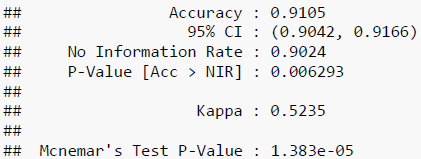 ##                Accuracy : 0.9105
##                  95% CI : (0.9042, 0.9166)
##     No Information Rate : 0.9024
##     P-Value [Acc > NIR] : 0.006293
##
##                   Kappa : 0.5235
##
##  Mcnemar's Test P-Value : 1.383e-05